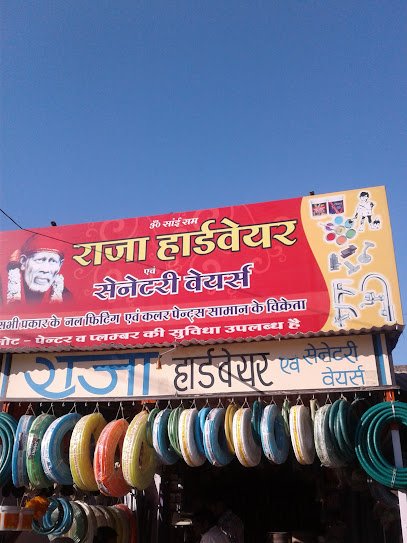 ॐ सांई राम
राजा हार्डवेयर
एवं
सेनेटरी वेयर्स
सभी प्रकार के नल फिटिंग एवं कलर पेन्ट्स सामान के विक्रेता
नोट - पेन्टर व प्लम्बर की सुविधा उपलब्ध है
राजा हार्डवेयर एवं सेनेटरी
वेयर्स